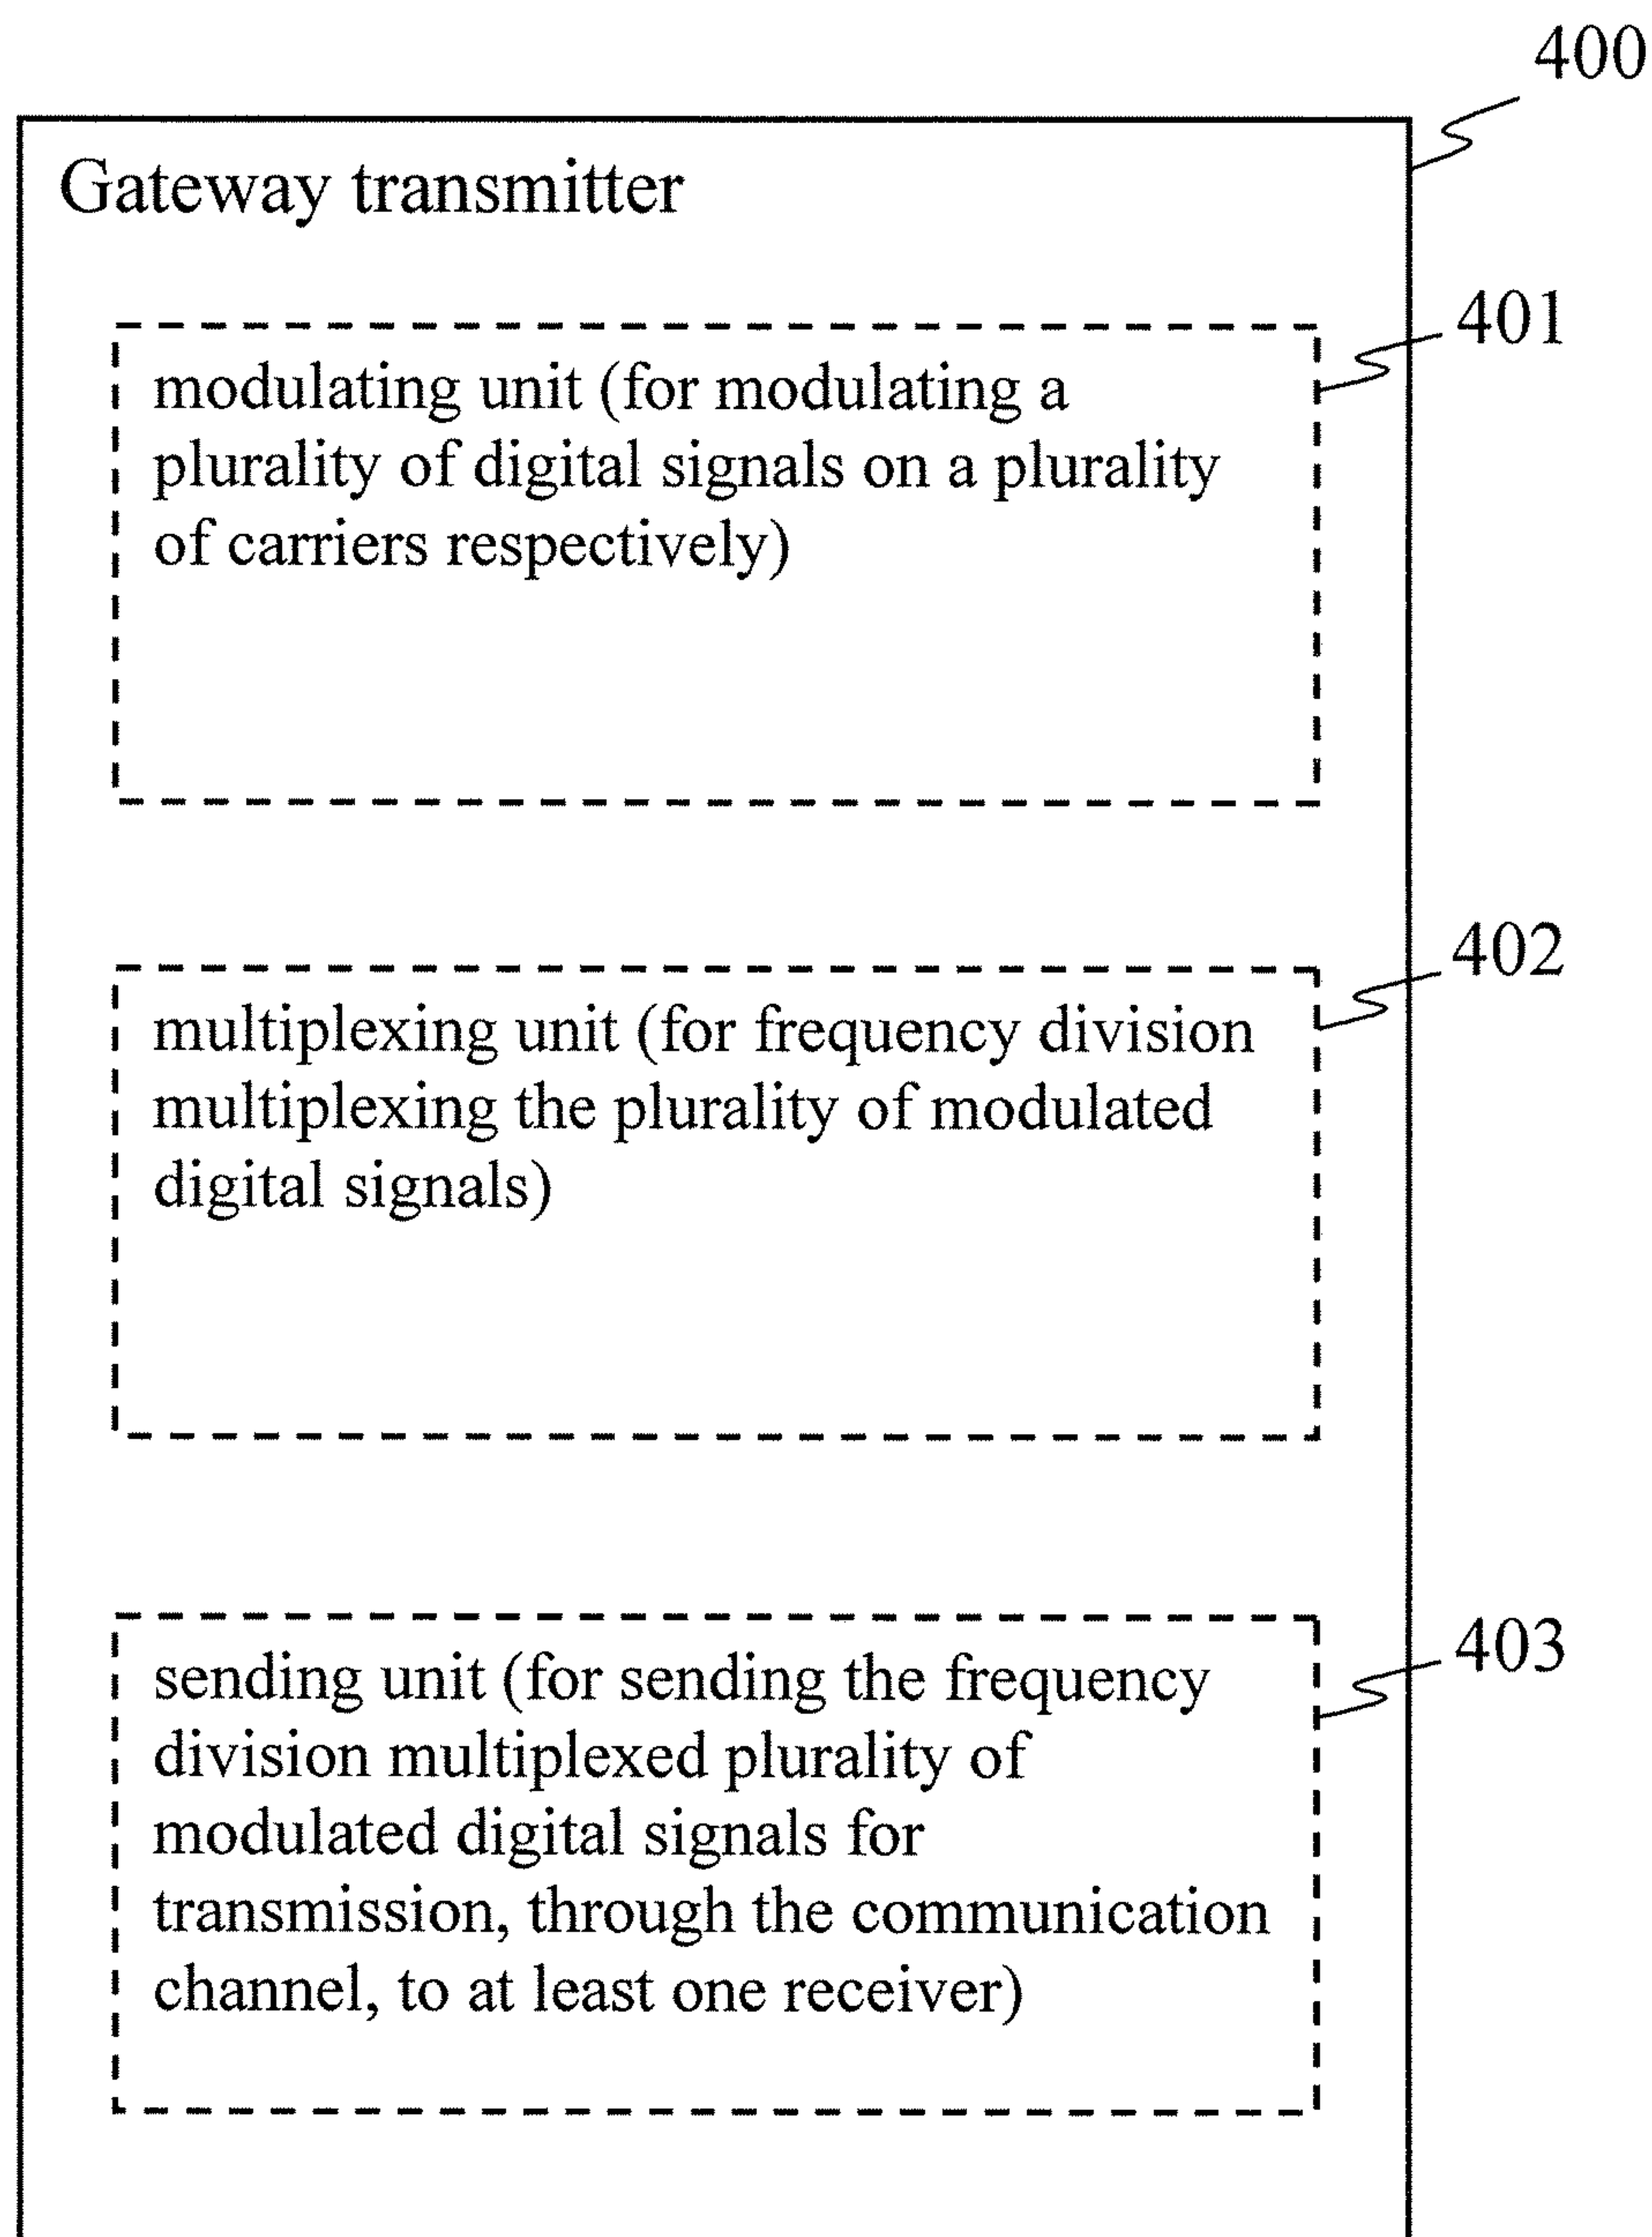 400
Gateway transmitter
401
modulating unit (for modulating a
plurality of digital signals on a plurality
of carriers respectively)
402
multiplexing unit (for frequency division
multiplexing the plurality of modulated
digital signals)
403
sending unit (for sending the frequency
division multiplexed plurality of
modulated digital signals for
transmission, through the communication
channel, to at least one receiver)